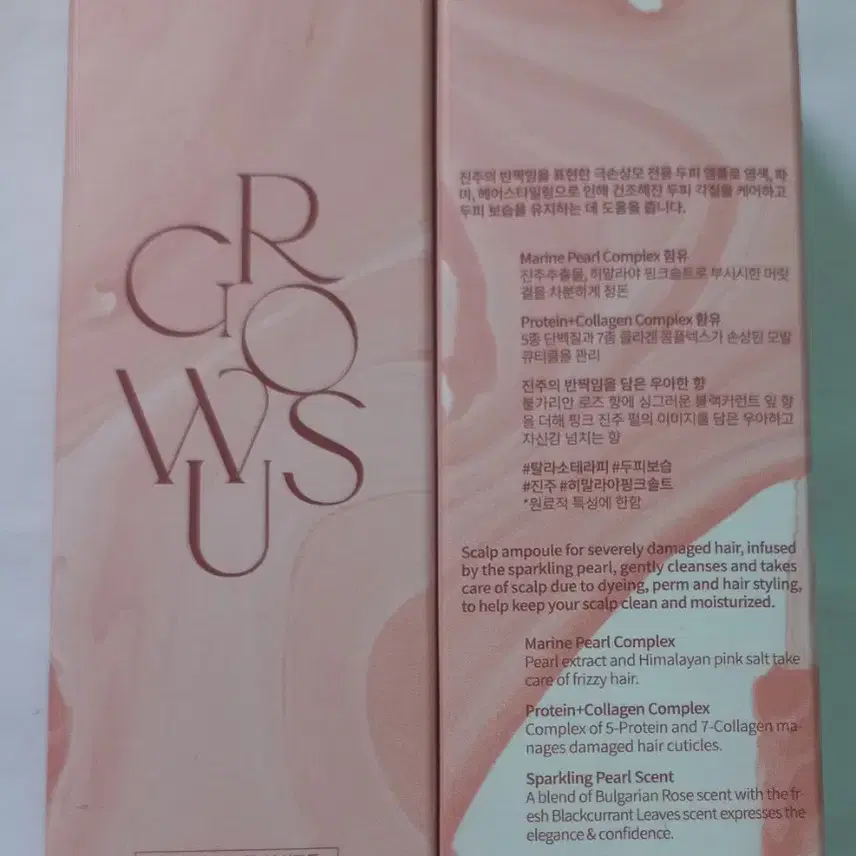 GROWUS
진주의 반짝임을 표현한 극손상모 전용 두피 앰플로 염색, 파
마, 헤어스타일링으로 인해 건조해진 두피 각질을 케어하고
두피 보습을 유지하는 데 도움을 줍니다.
Marine Pearl Complex 함유
진주추출물, 히말라야 핑크솔트로 부시시한 머릿
결을 차분하게 정돈
Protein+Collagen Complex 함유
5종 단백질과 7종 콜라겐 콤플렉스가 손상된 모발
큐티클을 관리
진주의 반짝임을 담은 우아한 향
불가리안 로즈 향에 싱그러운 블랙커런트 잎 향
을 더해 핑크 진주 펄의 이미지를 담은 우아하고
자신감 넘치는 향
#탈라소테라피 #두피보습
#진주 #히말라야핑크솔트
*원료적 특성에 한함
Scalp ampoule for severely damaged hair, infused
by the sparkling pearl, gently cleanses and takes
care of scalp due to dyeing, perm and hair styling,
to help keep your scalp clean and moisturized.
Marine Pearl Complex
Pearl extract and Himalayan pink salt take
care of frizzy hair.
Protein+Collagen Complex
Complex of 5-Protein and 7-Collagen ma-
nages damaged hair cuticles.
Sparkling Pearl Scent
A blend of Bulgarian Rose scent with the fr
esh Blackcurrant Leaves scent expresses the
elegance & confidence.